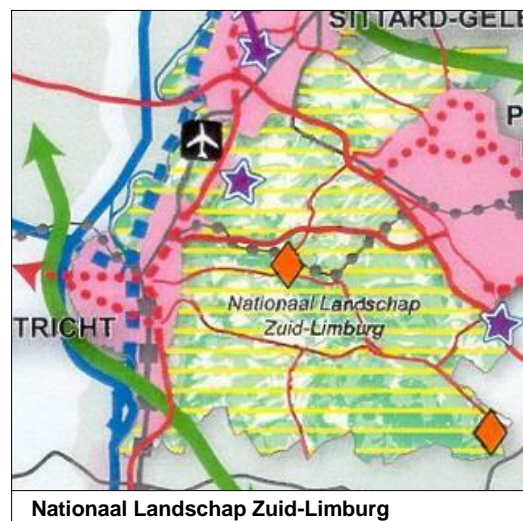 SITTARD-GELE
P
Nationaal Landschap
Zuid-Limburg
TRICHT
Nationaal Landschap Zuid-Limburg